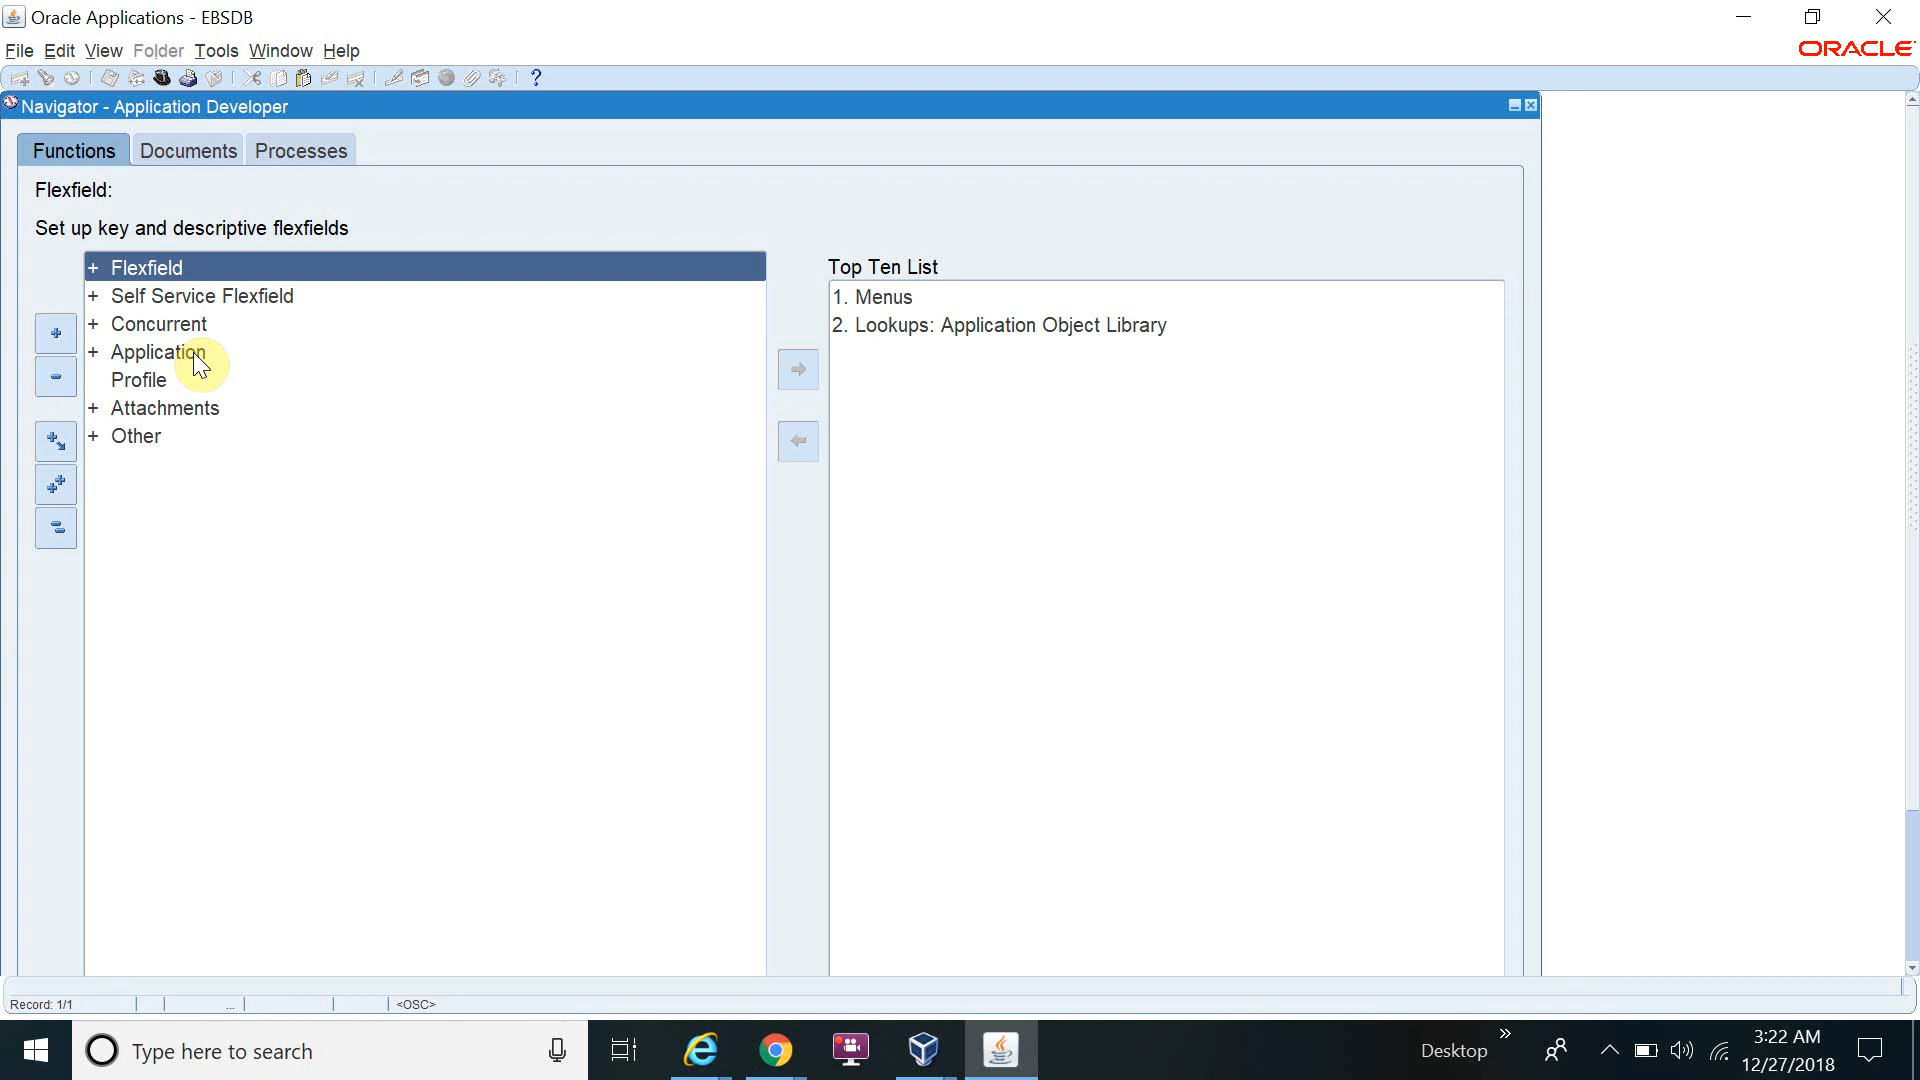 Oracle Applications - EBSDB
File Edit View Folder Tools Window Help
ORACLE
Navigator - Application Developer
Functions Documents Processes
Flexfield:
Set up key and descriptive flexfields
+ Flexfield
+ Self Service Flexfield
+ Concurrent
+ Application
Profile
+ Attachments
+ Other
Top Ten List
1. Menus
2. Lookups: Application Object Library
Record: 1/1 ... <OSC>
Type here to search
Desktop
3:22 AM
12/27/2018